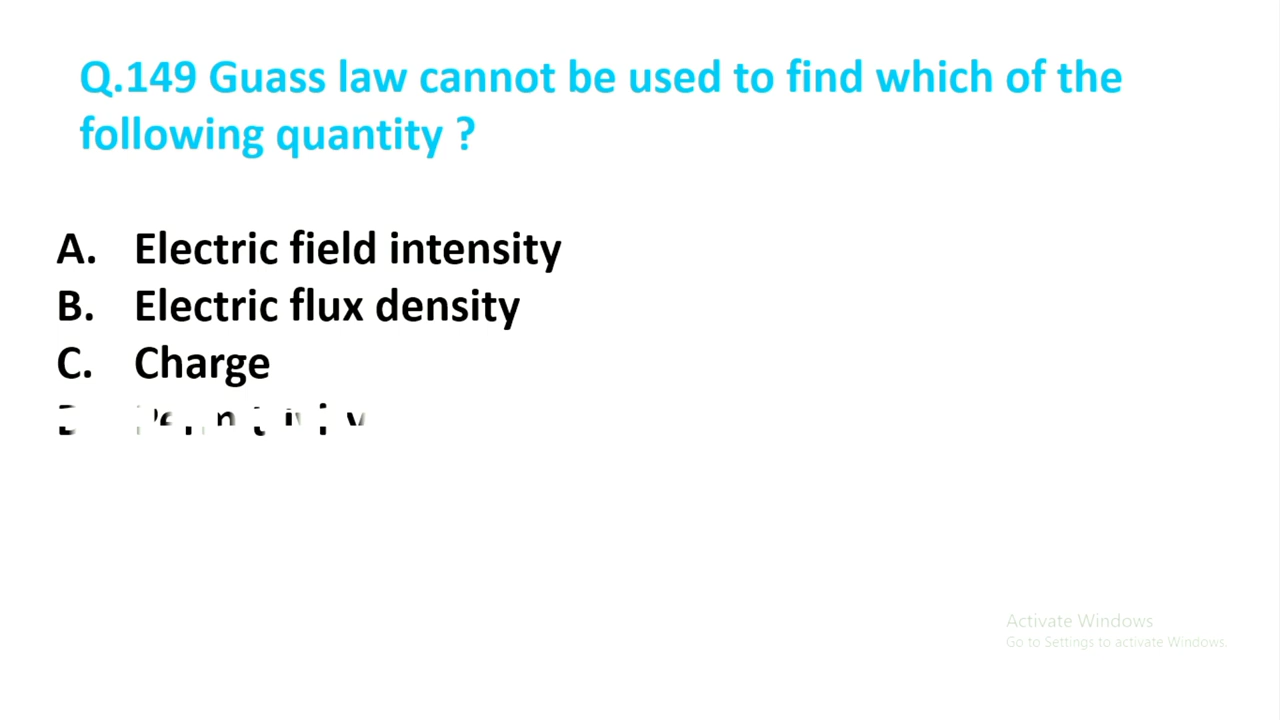 Q.149 Guass law cannot be used to find which of the
following quantity ?
A. Electric field intensity
B. Electric flux density
C. Charge
Activate Windows
Go to Settings to activate Windows.